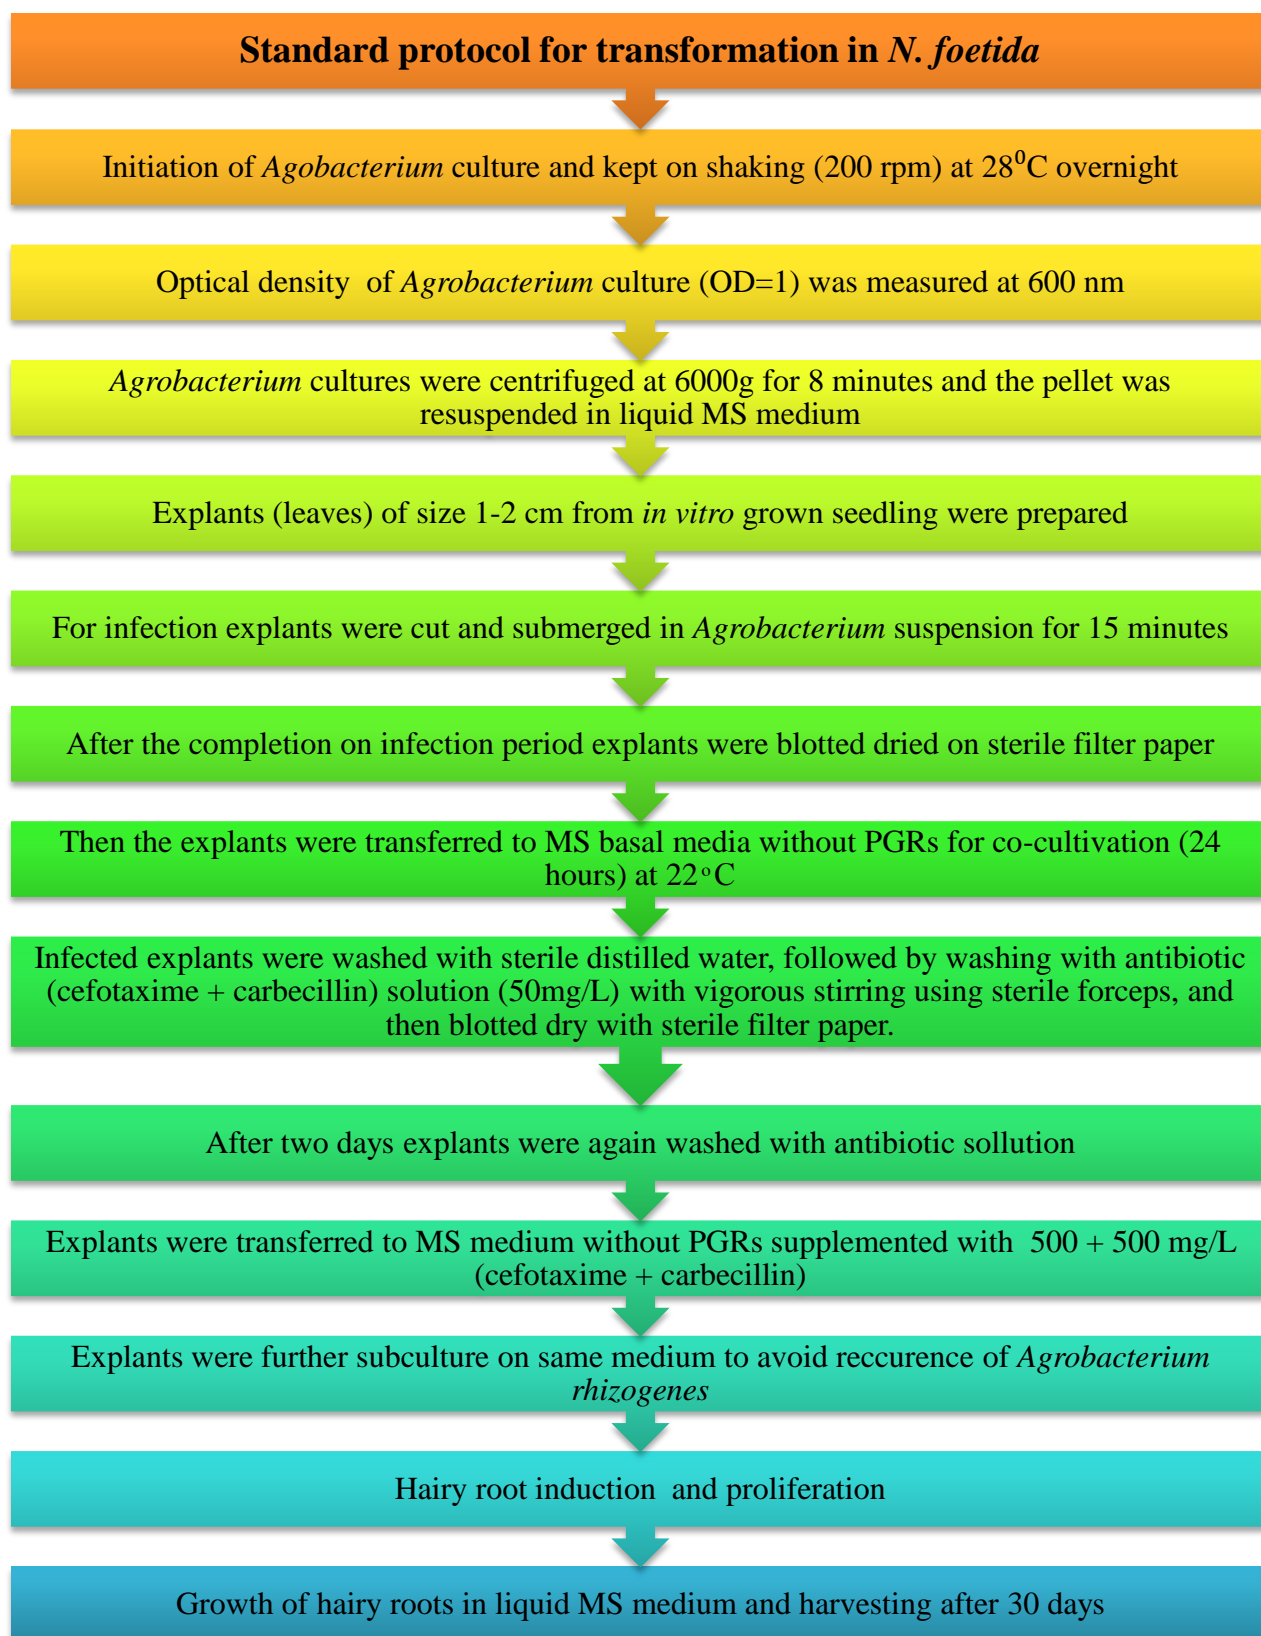 Standard protocol for transformation in N. foetida
Initiation of Agobacterium culture and kept on shaking (200 rpm) at 28⁰C overnight
Optical density of Agrobacterium culture (OD=1) was measured at 600 nm
Agrobacterium cultures were centrifuged at 6000g for 8 minutes and the pellet was
resuspended in liquid MS medium
Explants (leaves) of size 1-2 cm from in vitro grown seedling were prepared
For infection explants were cut and submerged in Agrobacterium suspension for 15 minutes
After the completion on infection period explants were blotted dried on sterile filter paper
Then the explants were transferred to MS basal media without PGRs for co-cultivation (24
hours) at 22°C
Infected explants were washed with sterile distilled water, followed by washing with antibiotic
(cefotaxime + carbecillin) solution (50mg/L) with vigorous stirring using sterile forceps, and
then blotted dry with sterile filter paper.
After two days explants were again washed with antibiotic sollution
Explants were transferred to MS medium without PGRs supplemented with 500 + 500 mg/L
(cefotaxime + carbecillin)
Explants were further subculture on same medium to avoid reccurence of Agrobacterium
rhizogenes
Hairy root induction and proliferation
Growth of hairy roots in liquid MS medium and harvesting after 30 days